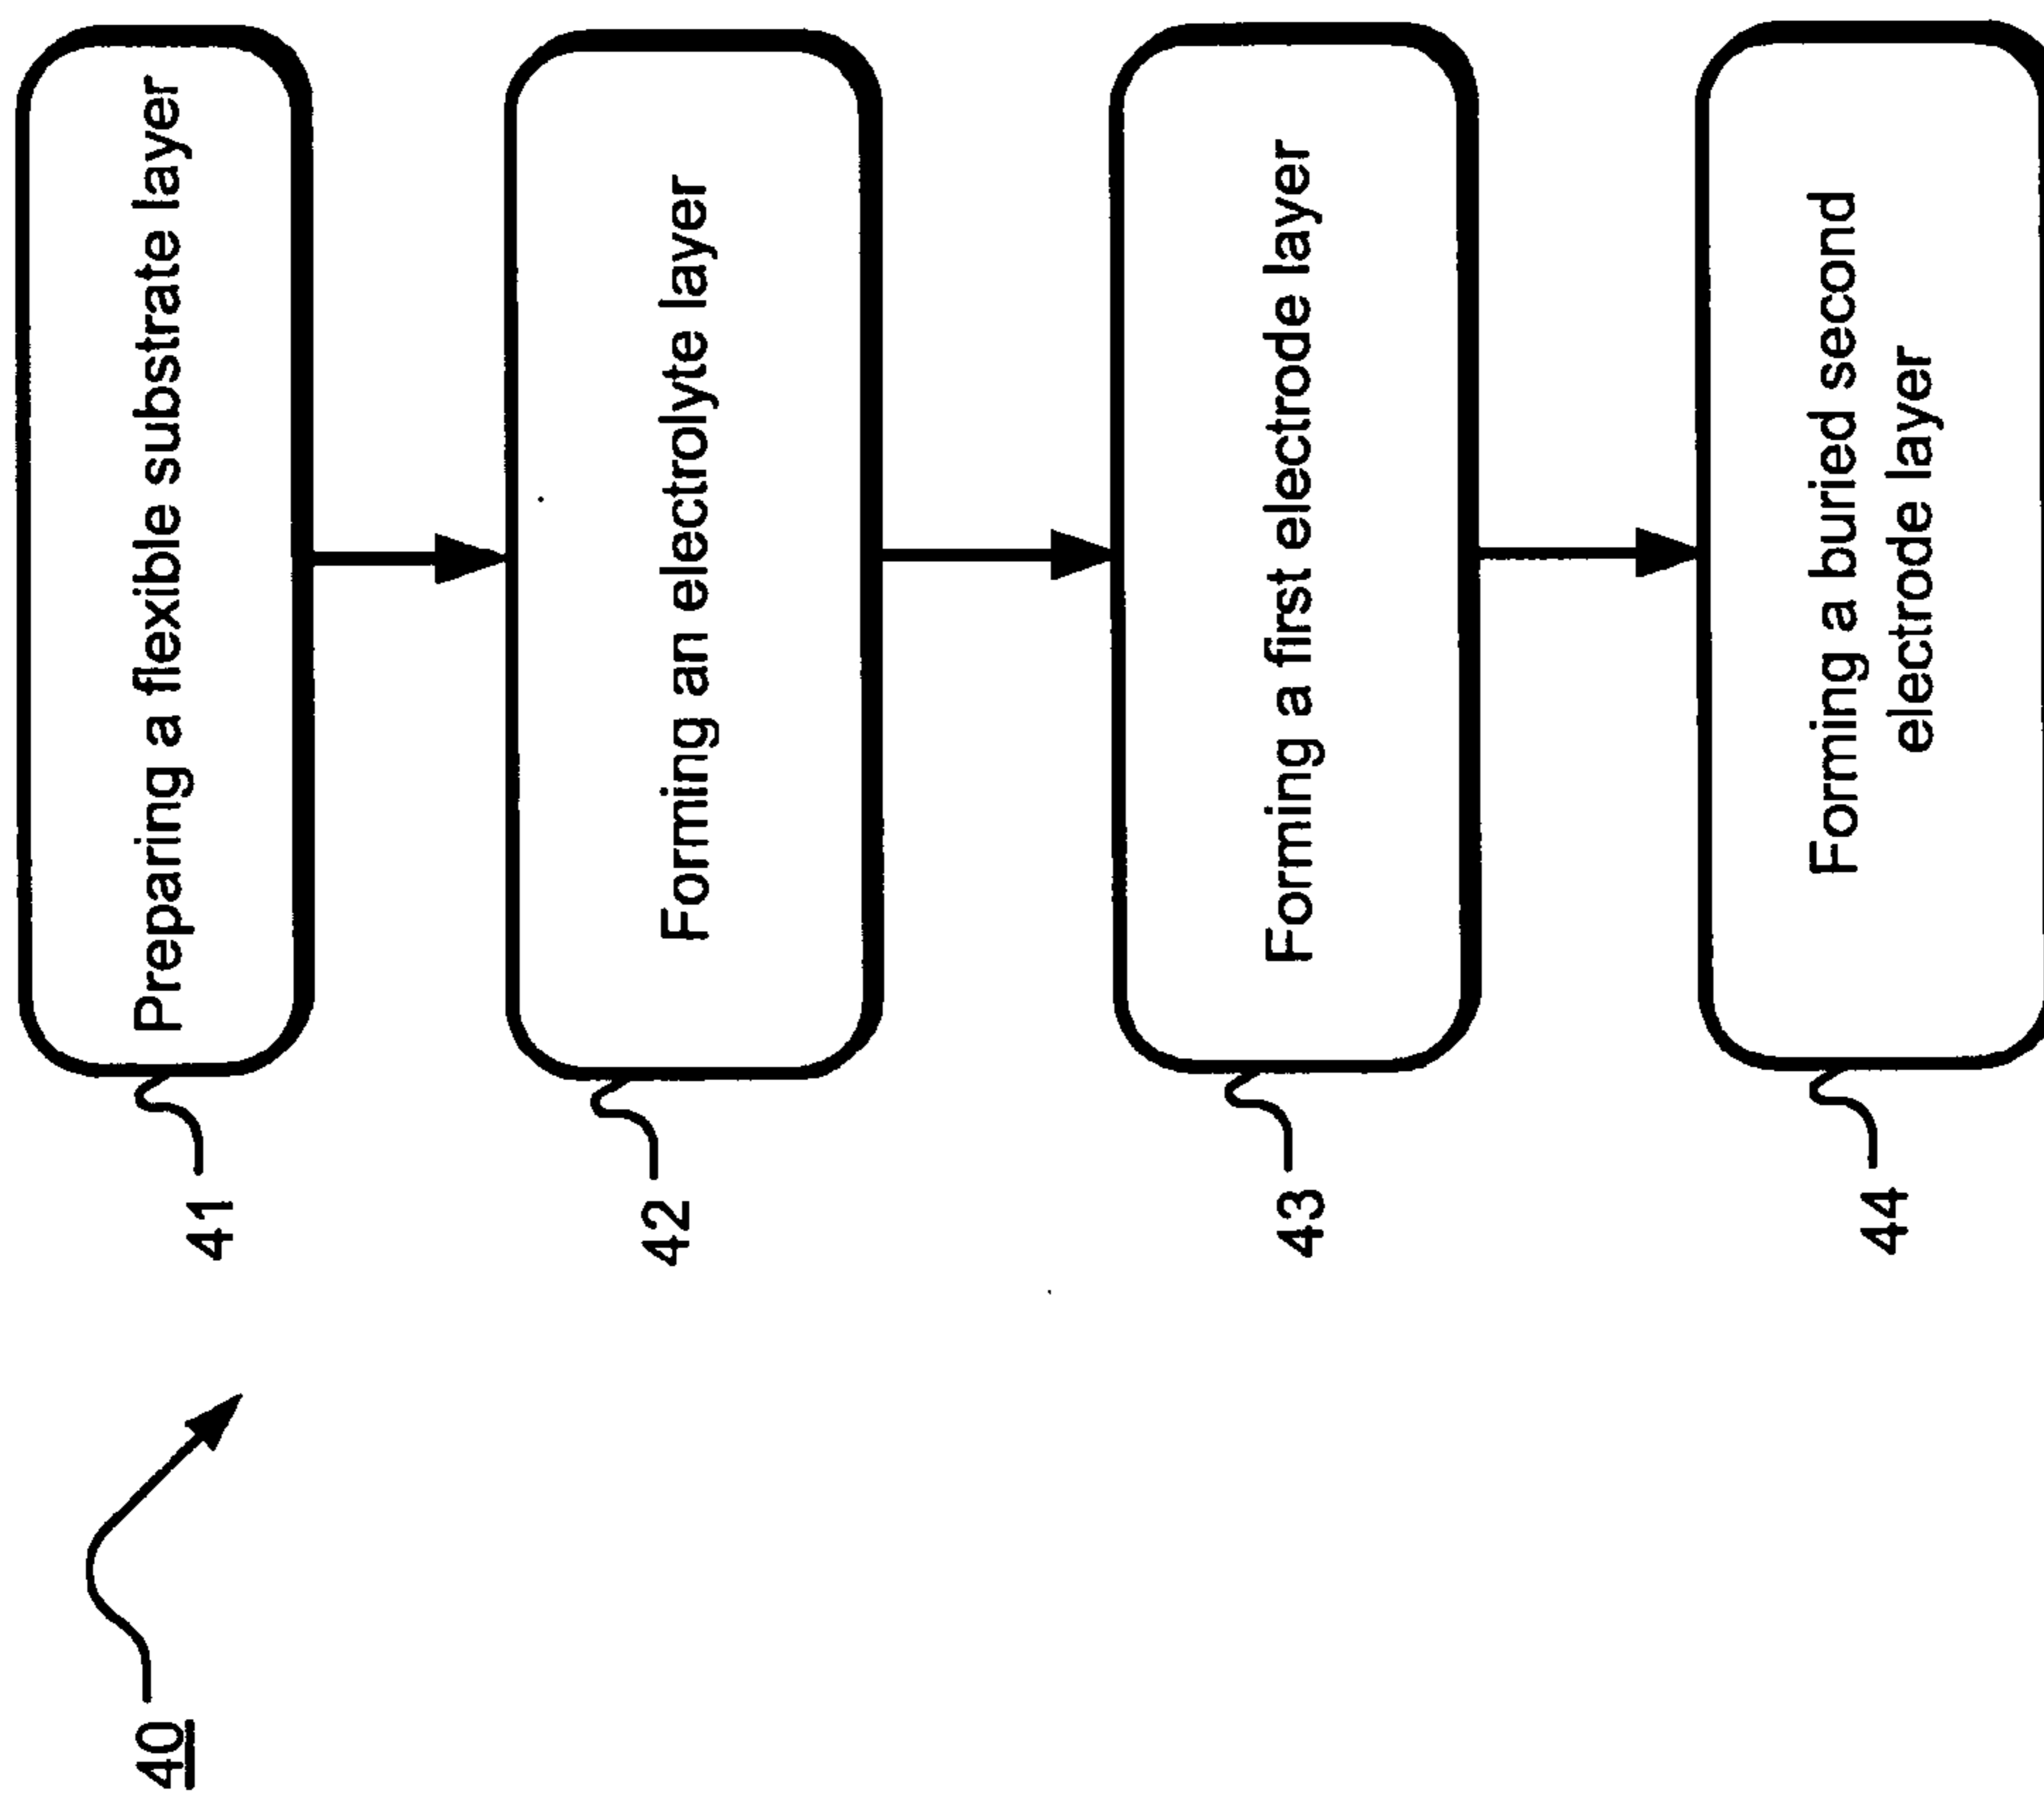 40
41
Preparing a flexible substrate layer
42
Forming an electrolyte layer
43
Forming a first electrode layer
44
Forming a buried second
electrode layer